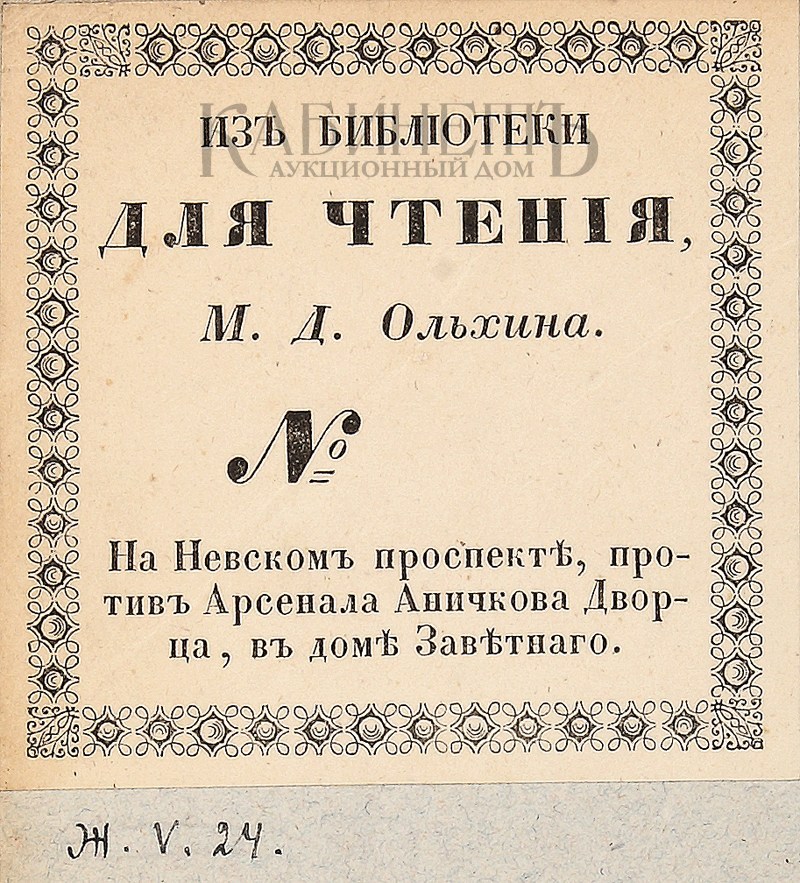 КАБИНЕТЪ
АУКЦИОННЫЙ ДОМ
ИЗЪ БИБЛІОТЕКИ
ДЛЯ ЧТЕНІЯ,
М. Д. Ольхина.
№
На Невскомъ проспектѣ, про-
тивъ Арсенала Аничкова Двор-
ца, въ домѣ Завѣтнаго.
Ж. V. 24.